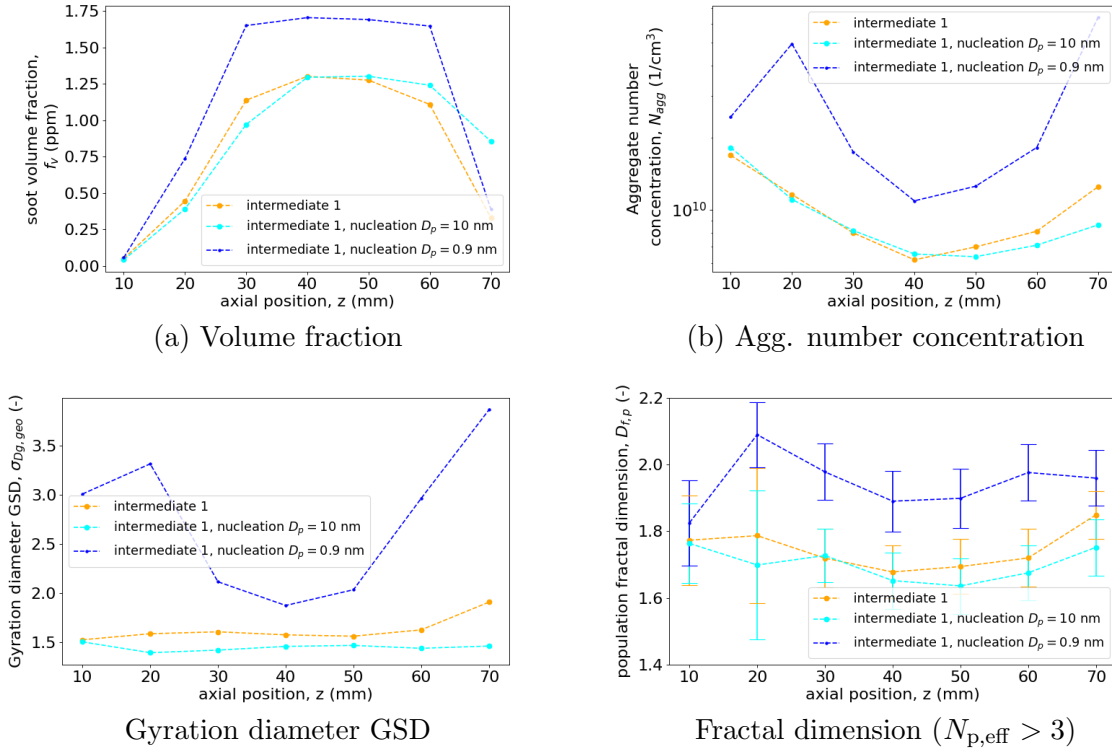 1.75
1.50
1.25
1.00
0.75
0.50
0.25
0.00
soot volume fraction,
f_v (ppm)
intermediate 1
intermediate 1, nucleation D_p = 10 nm
intermediate 1, nucleation D_p = 0.9 nm
10 20 30 40 50 60 70
axial position, z (mm)
(a) Volume fraction
Aggregate number
concentration, N_agg (1/cm³)
10¹⁰
intermediate 1
intermediate 1, nucleation D_p = 10 nm
intermediate 1, nucleation D_p = 0.9 nm
10 20 30 40 50 60 70
axial position, z (mm)
(b) Agg. number concentration
Gyration diameter GSD, σ_Dg,geo (-)
3.5
3.0
2.5
2.0
1.5
intermediate 1
intermediate 1, nucleation D_p = 10 nm
intermediate 1, nucleation D_p = 0.9 nm
10 20 30 40 50 60 70
axial position, z (mm)
Gyration diameter GSD
population fractal dimension, D_f,p (-)
2.2
2.0
1.8
1.6
1.4
intermediate 1
intermediate 1, nucleation D_p = 10 nm
intermediate 1, nucleation D_p = 0.9 nm
10 20 30 40 50 60 70
axial position, z (mm)
Fractal dimension (N_p,eff > 3)